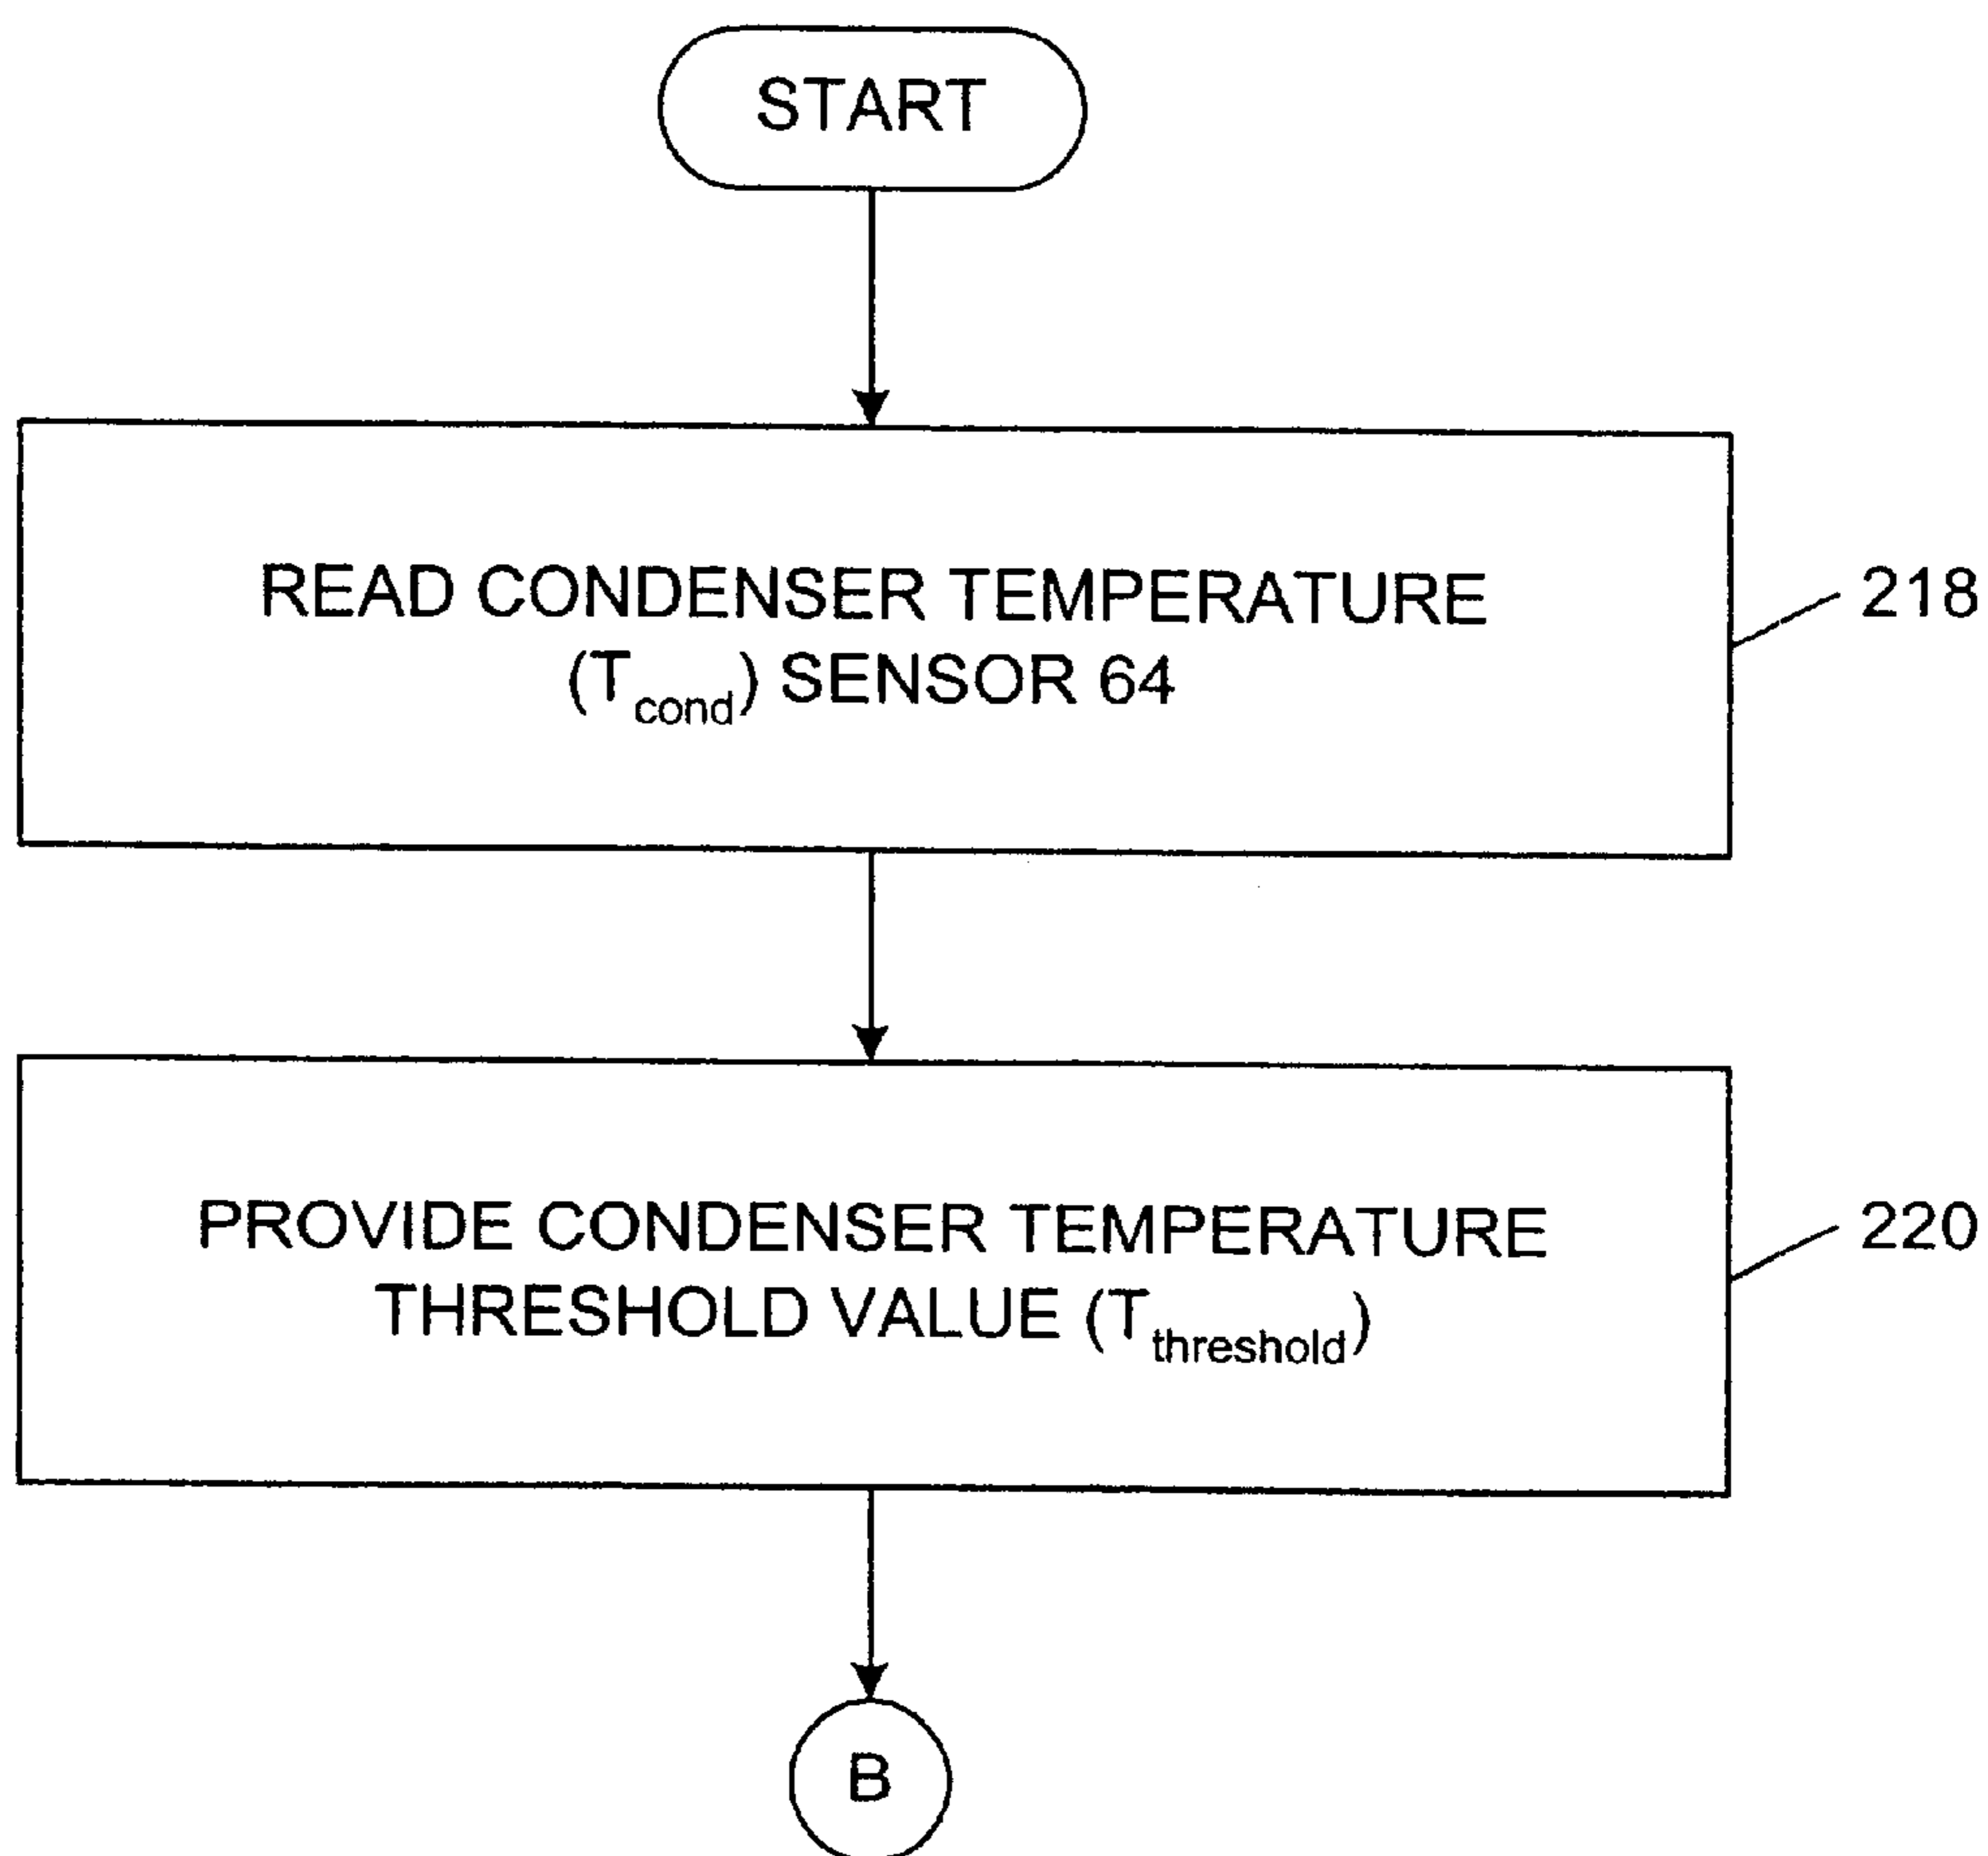 START
READ CONDENSER TEMPERATURE
(Tcond) SENSOR 64
218
PROVIDE CONDENSER TEMPERATURE
THRESHOLD VALUE (Tthreshold)
220
B